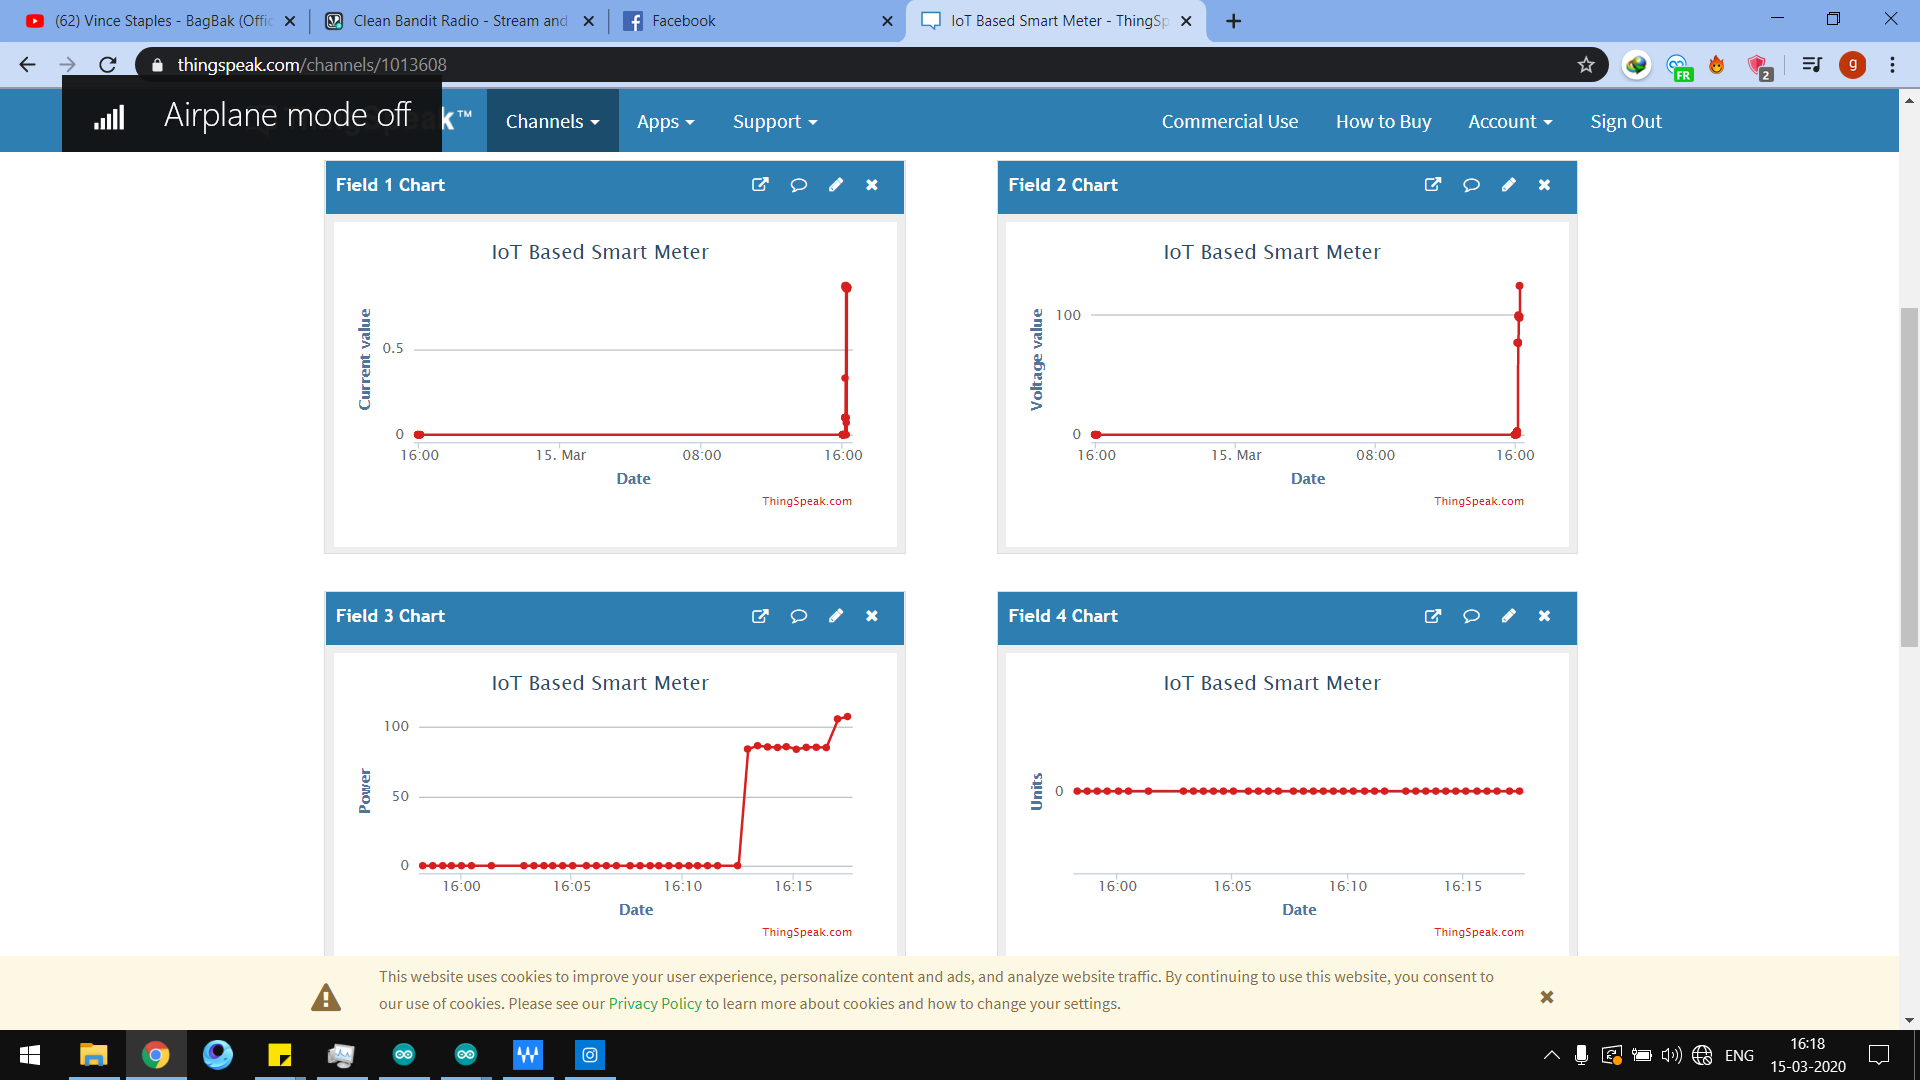 (62) Vince Staples - BagBak (Offic
Clean Bandit Radio - Stream and
Facebook
IoT Based Smart Meter - ThingSp
thingspeak.com/channels/1013608
FR
2
g
Airplane mode off
k™
Channels
Apps
Support
Commercial Use
How to Buy
Account
Sign Out
Field 1 Chart
IoT Based Smart Meter
Current value
0.5
0
16:00 15. Mar 08:00 16:00
Date
ThingSpeak.com
Field 2 Chart
IoT Based Smart Meter
Voltage value
100
0
16:00 15. Mar 08:00 16:00
Date
ThingSpeak.com
Field 3 Chart
IoT Based Smart Meter
Power
100
50
0
16:00 16:05 16:10 16:15
Date
ThingSpeak.com
Field 4 Chart
IoT Based Smart Meter
Units
0
16:00 16:05 16:10 16:15
Date
ThingSpeak.com
This website uses cookies to improve your user experience, personalize content and ads, and analyze website traffic. By continuing to use this website, you consent to
our use of cookies. Please see our Privacy Policy to learn more about cookies and how to change your settings.
ENG
16:18
15-03-2020